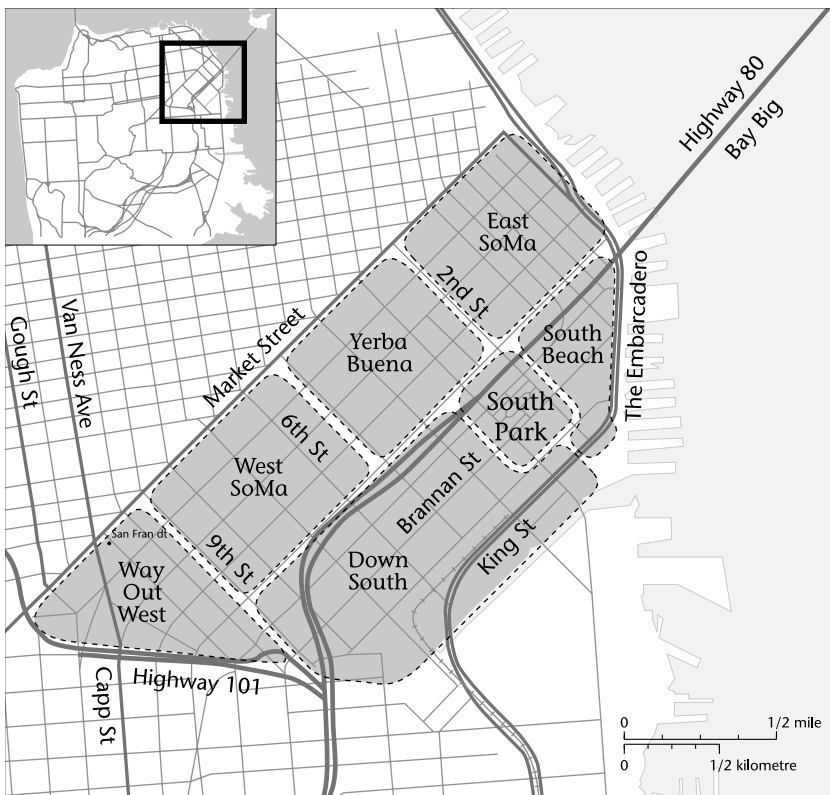 Highway 80
Bay Big
East
SoMa
2nd St
The Embarcadero
South
Beach
Yerba
Buena
Market Street
Van Ness Ave
Gough St
South
Park
6th St
West
SoMa
Brannan St
9th St
San Fran dt
King St
Down
South
Way
Out
West
Highway 101
Capp St
0 1/2 mile
0 1/2 kilometre